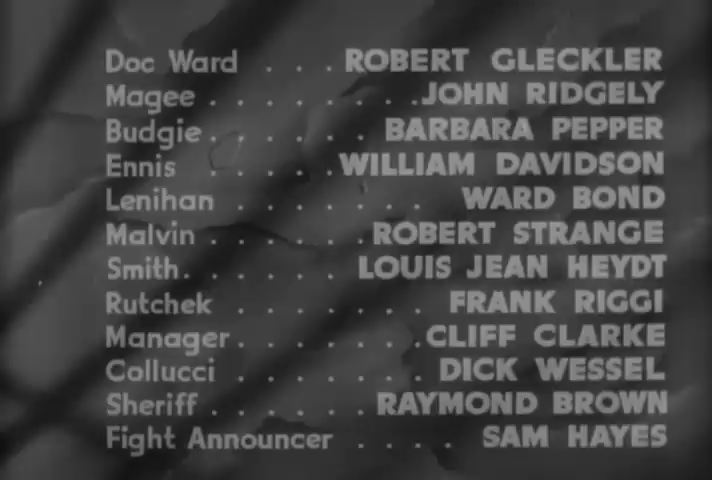 Doc Ward . . . ROBERT GLECKLER
Magee . . . . . . . . JOHN RIDGELY
Budgie . . . . . . BARBARA PEPPER
Ennis . . . . . WILLIAM DAVIDSON
Lenihan . . . . . . . WARD BOND
Malvin . . . . . . ROBERT STRANGE
Smith . . . . . . LOUIS JEAN HEYDT
Rutchek . . . . . . . FRANK RIGGI
Manager . . . . . . . CLIFF CLARKE
Collucci . . . . . . . DICK WESSEL
Sheriff . . . . . . RAYMOND BROWN
Fight Announcer . . . . SAM HAYES